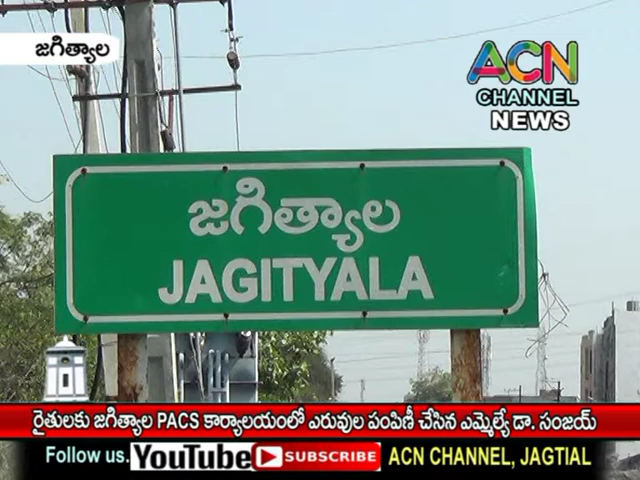 జగిత్యాల
ACN
CHANNEL
NEWS
జగిత్యాల
JAGITYALA
రైతులకు జగిత్యాల PACS కార్యాలయంలో ఎరువుల పంపిణీ చేసిన ఎమ్మెల్యే డా. సంజయ్
Follow us. YouTube SUBSCRIBE ACN CHANNEL, JAGTIAL